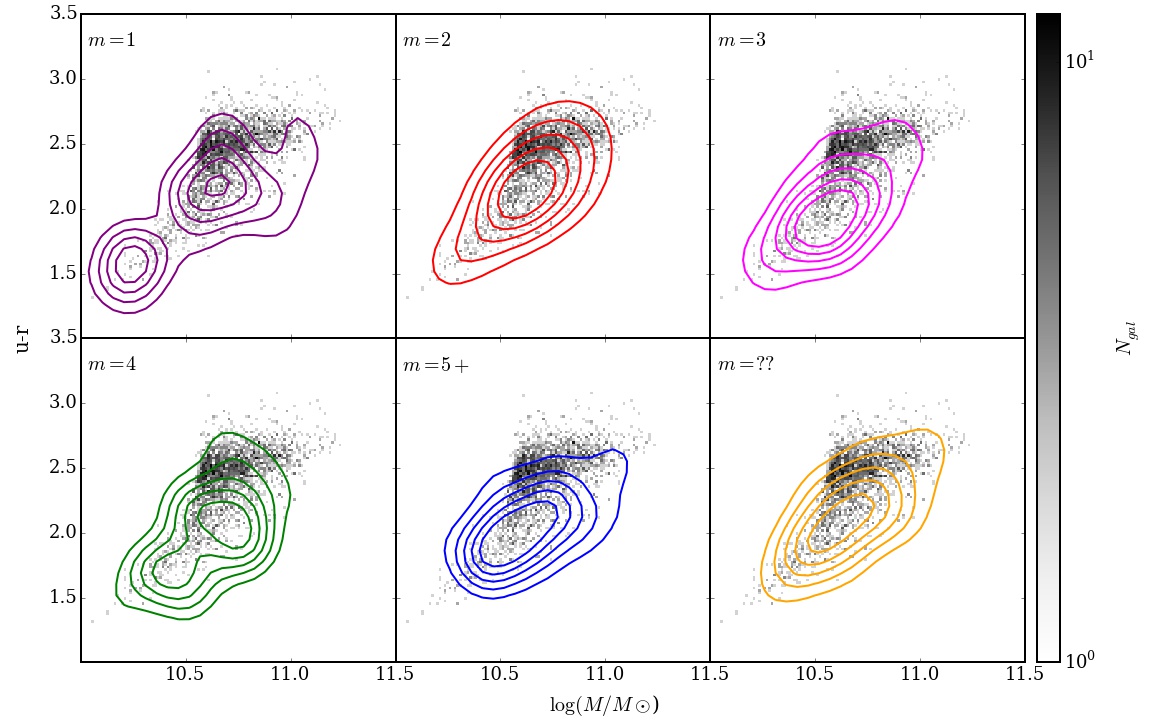 3.5
3.0
2.5
2.0
1.5
m = 1
m = 2
m = 3
10^1
3.5
3.0
2.5
2.0
1.5
m = 4
m = 5+
m = ??
10^0
10.5 11.0 11.5 10.5 11.0 11.5 10.5 11.0 11.5
u-r
log(M/M⊙)
N_gal